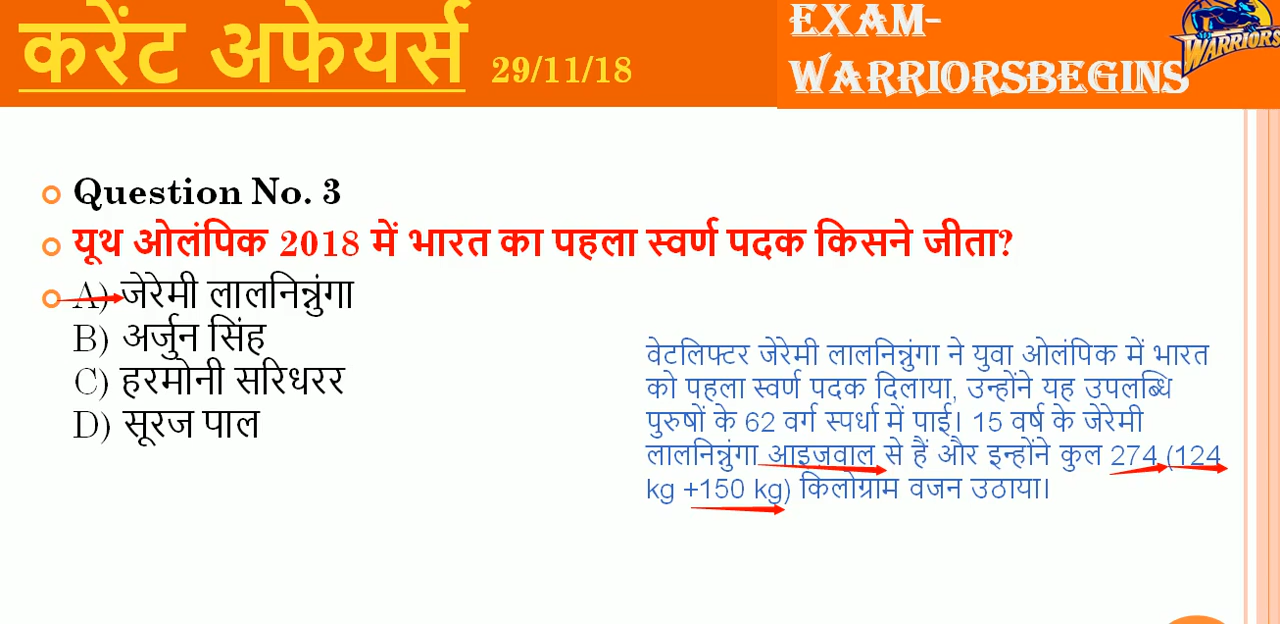 करेंट अफेयर्स 29/11/18
EXAM-
WARRIORSBEGINS
WARRIORS
Question No. 3
यूथ ओलंपिक 2018 में भारत का पहला स्वर्ण पदक किसने जीता?
A) जेरेमी लालनिन्नुंगा
B) अर्जुन सिंह
C) हरमोनी सरिधरर
D) सूरज पाल
वेटलिफ्टर जेरेमी लालनिन्नुंगा ने युवा ओलंपिक में भारत
को पहला स्वर्ण पदक दिलाया, उन्होंने यह उपलब्धि
पुरुषों के 62 वर्ग स्पर्धा में पाई। 15 वर्ष के जेरेमी
लालनिन्नुंगा आइजवाल से हैं और इन्होंने कुल 274 (124
kg +150 kg) किलोग्राम वजन उठाया।